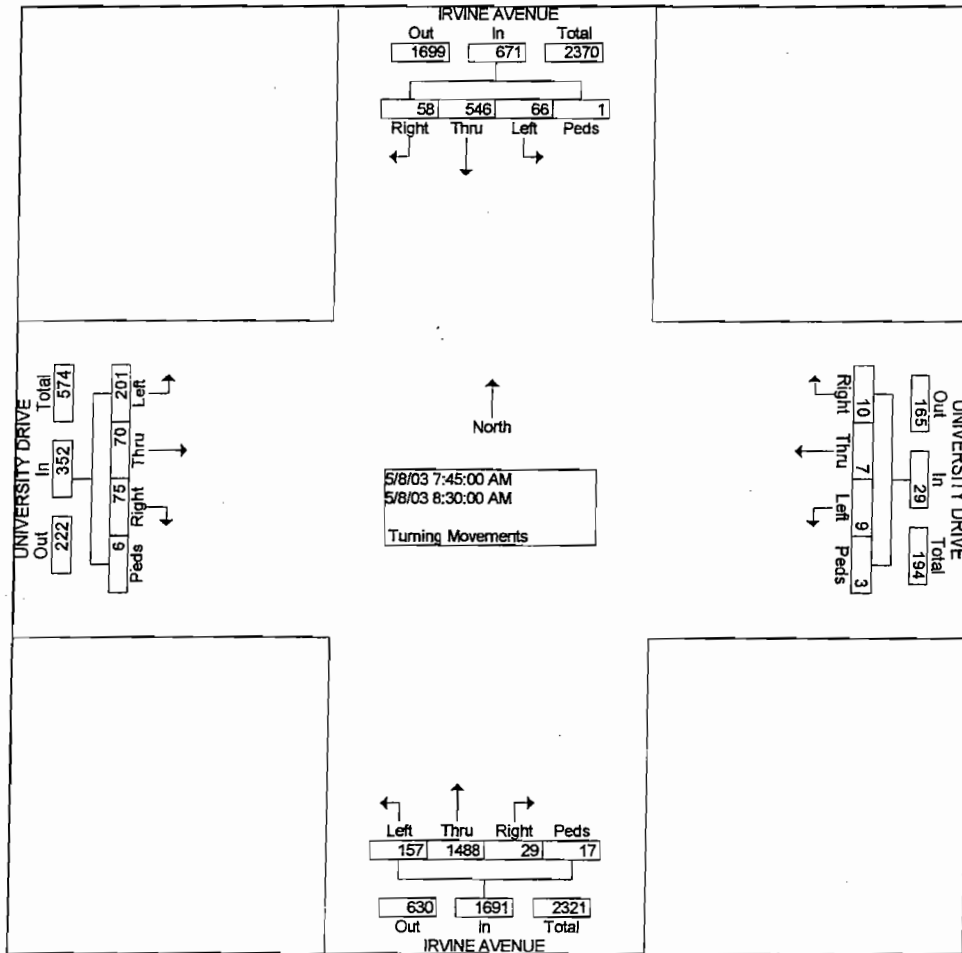 IRVINE AVENUE
Out In Total
1699 671 2370
58 546 66 1
Right Thru Left Peds
UNIVERSITY DRIVE
Out In Total
222 352 574
6 75 70 201
Peds Right Thru Left
North
5/8/03 7:45:00 AM
5/8/03 8:30:00 AM
Turning Movements
Right Thru Left Peds
10 7 9 3
165 29 194
Out In Total
UNIVERSITY DRIVE
Left Thru Right Peds
157 1488 29 17
630 1691 2321
Out In Total
IRVINE AVENUE